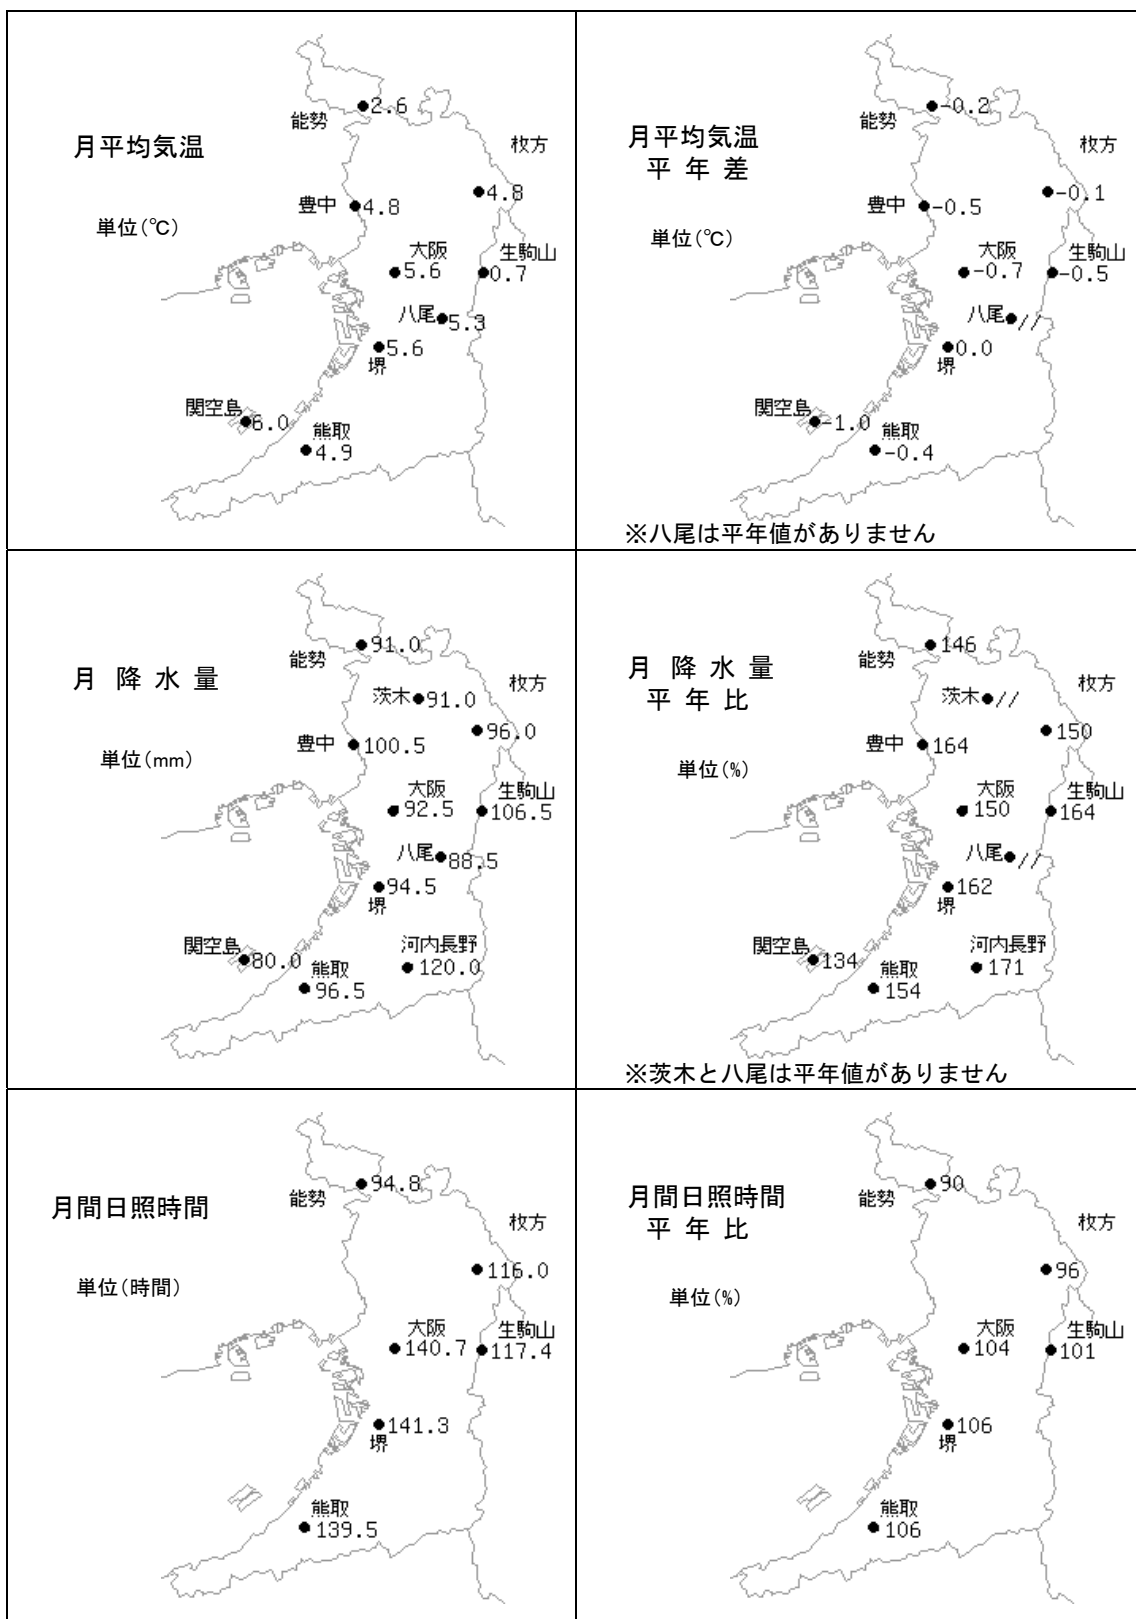 月平均気温
単位(℃)
能勢
2.6
枚方
4.8
豊中
4.8
大阪
5.6
生駒山
0.7
八尾
5.3
5.6
堺
関空島
6.0
熊取
4.9
月平均気温
平年差
単位(℃)
能勢
-0.2
枚方
-0.1
豊中
-0.5
大阪
-0.7
生駒山
-0.5
八尾
//
0.0
堺
関空島
-1.0
熊取
-0.4
※八尾は平年値がありません
月降水量
単位(mm)
能勢
91.0
茨木
91.0
枚方
96.0
豊中
100.5
大阪
92.5
生駒山
106.5
八尾
88.5
94.5
堺
関空島
80.0
河内長野
120.0
熊取
96.5
月降水量
平年比
単位(%)
能勢
146
茨木
//
枚方
150
豊中
164
大阪
150
生駒山
164
八尾
//
162
堺
関空島
134
河内長野
171
熊取
154
※茨木と八尾は平年値がありません
月間日照時間
単位(時間)
能勢
94.8
枚方
116.0
大阪
140.7
生駒山
117.4
141.3
堺
熊取
139.5
月間日照時間
平年比
単位(%)
能勢
90
枚方
96
大阪
104
生駒山
101
106
堺
熊取
106